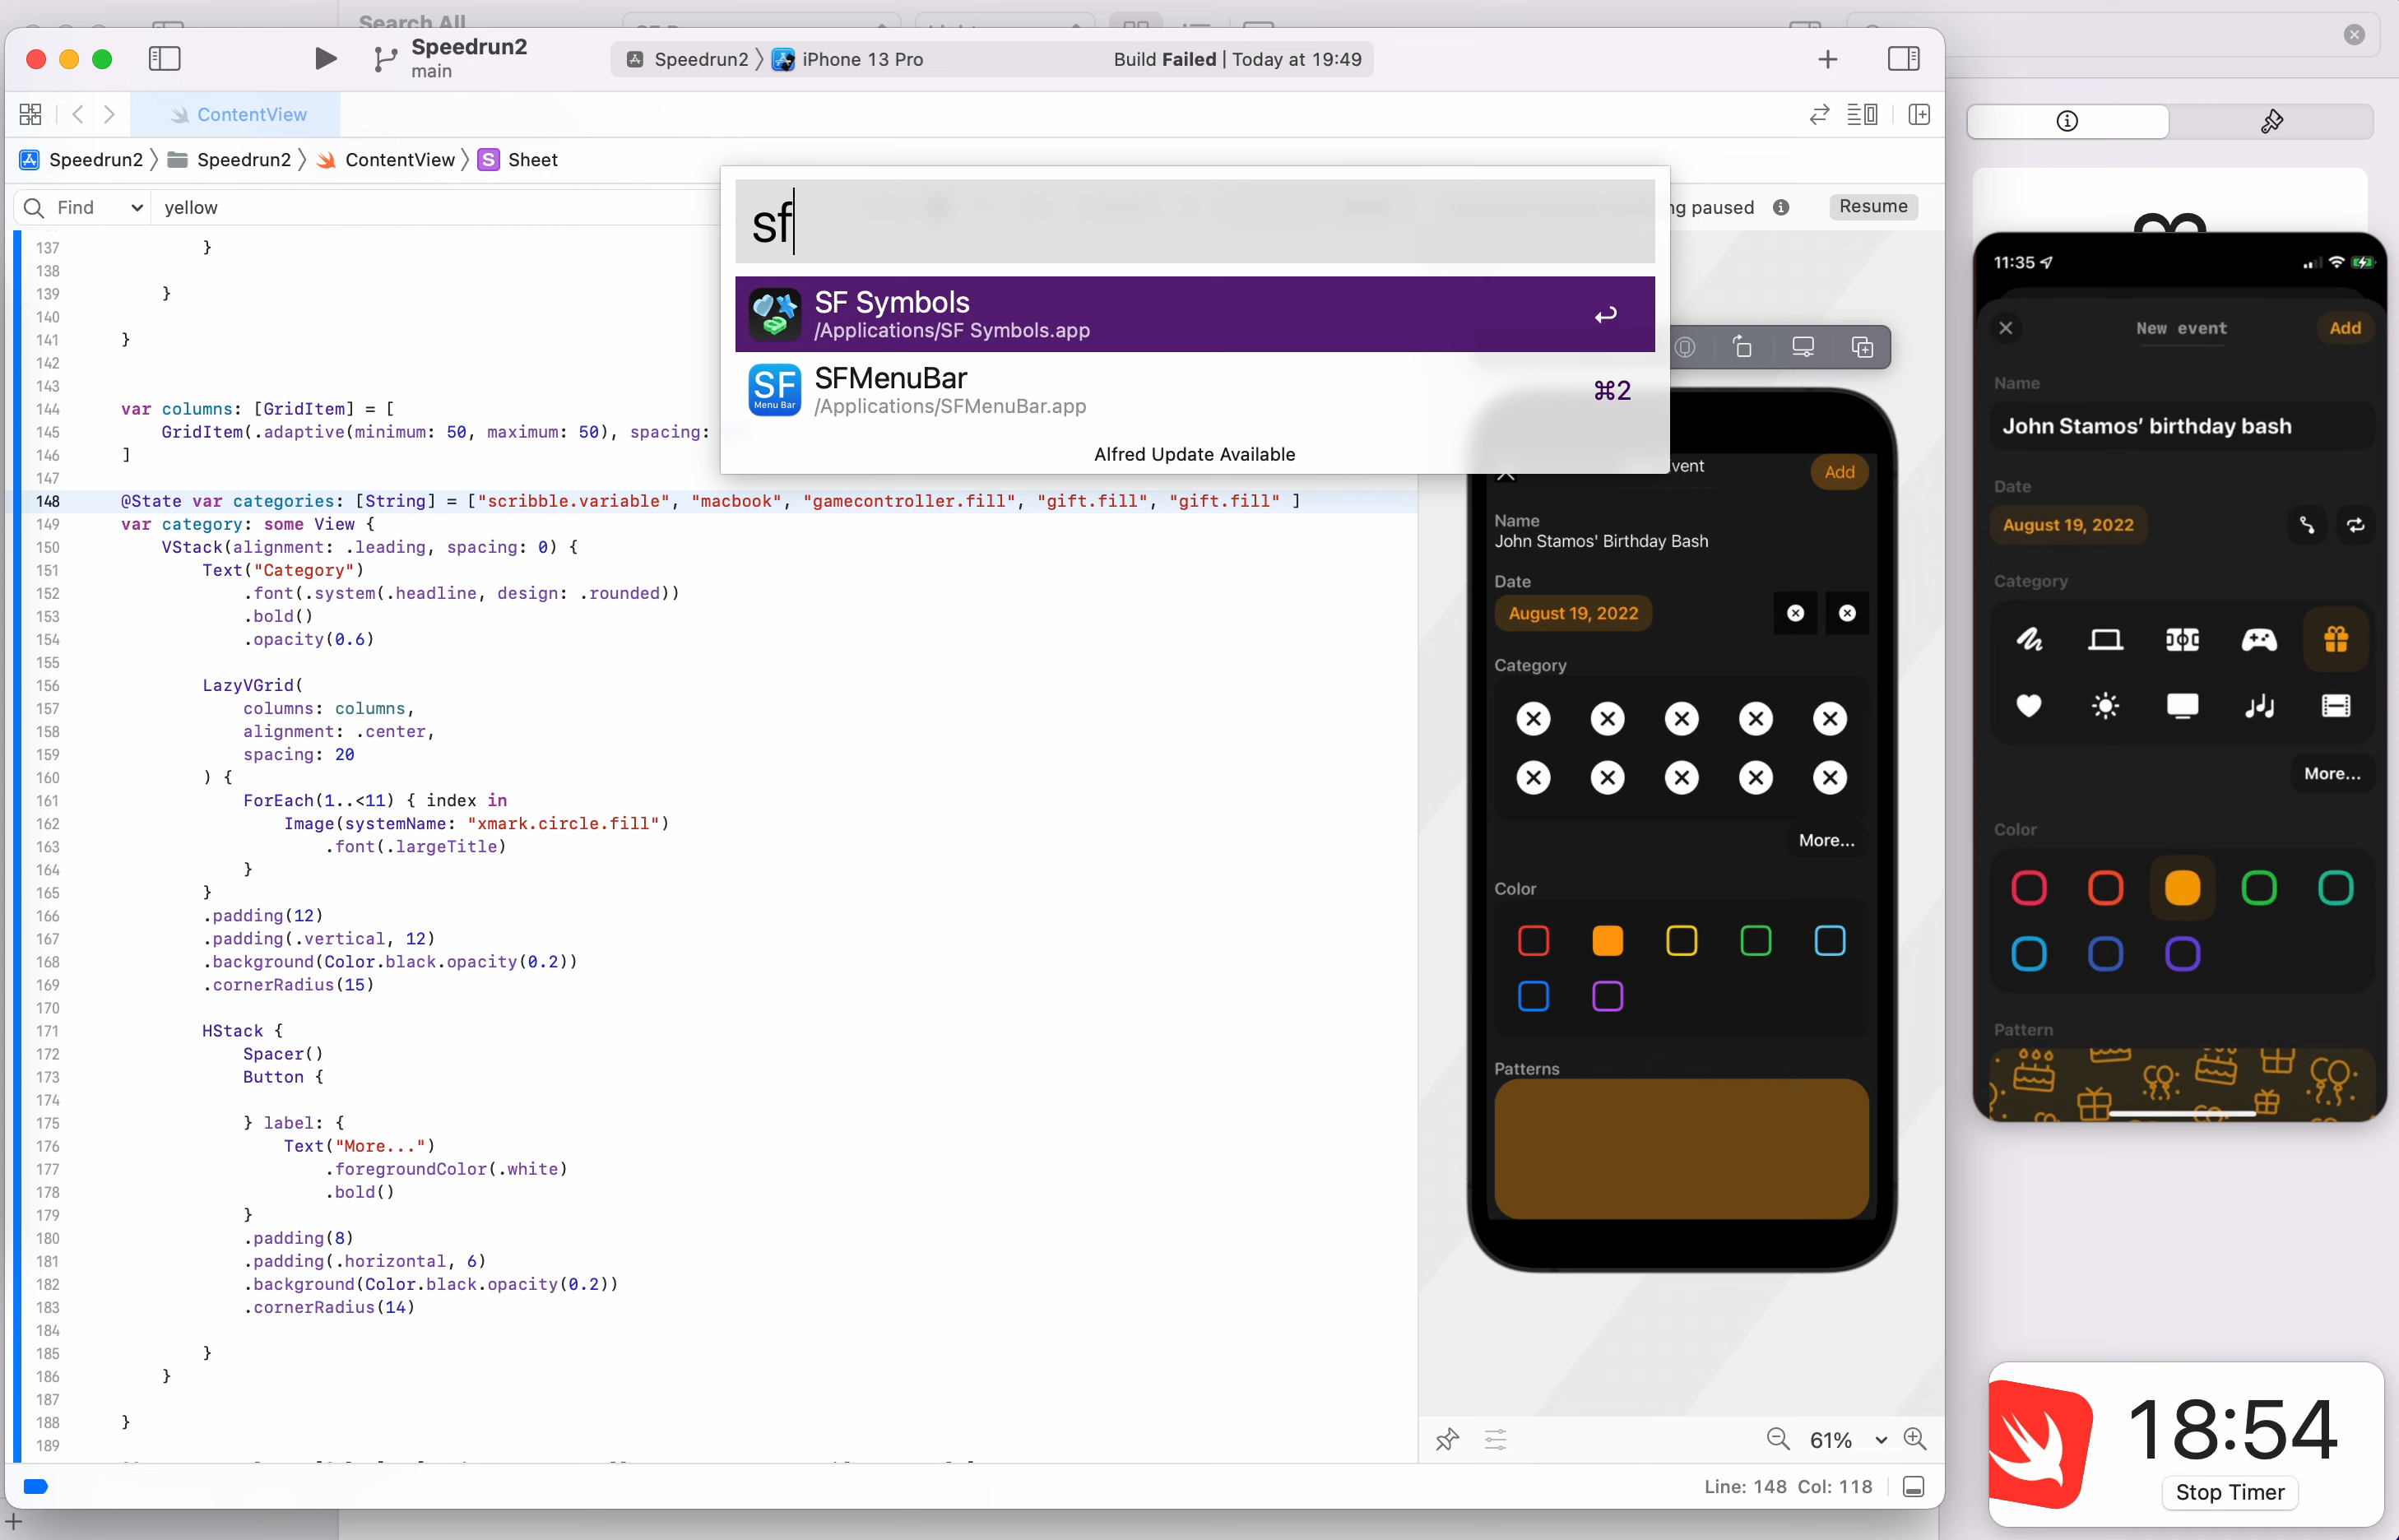 Search All
Speedrun2
main
Speedrun2 〉 iPhone 13 Pro
Build Failed | Today at 19:49
ContentView
Speedrun2 〉 Speedrun2 〉 ContentView 〉 S Sheet
Find
yellow
ng paused
Resume
sf
SF Symbols
/Applications/SF Symbols.app
SF
Menu Bar
SFMenuBar
/Applications/SFMenuBar.app
⌘2
Alfred Update Available
137 }
138
139 }
140
141 }
142
143
144 var columns: [GridItem] = [
145 GridItem(.adaptive(minimum: 50, maximum: 50), spacing:
146 ]
147
148 @State var categories: [String] = ["scribble.variable", "macbook", "gamecontroller.fill", "gift.fill", "gift.fill" ]
149 var category: some View {
150 VStack(alignment: .leading, spacing: 0) {
151 Text("Category")
152 .font(.system(.headline, design: .rounded))
153 .bold()
154 .opacity(0.6)
155
156 LazyVGrid(
157 columns: columns,
158 alignment: .center,
159 spacing: 20
160 ) {
161 ForEach(1..<11) { index in
162 Image(systemName: "xmark.circle.fill")
163 .font(.largeTitle)
164 }
165 }
166 .padding(12)
167 .padding(.vertical, 12)
168 .background(Color.black.opacity(0.2))
169 .cornerRadius(15)
170
171 HStack {
172 Spacer()
173 Button {
174
175 } label: {
176 Text("More...")
177 .foregroundColor(.white)
178 .bold()
179 }
180 .padding(8)
181 .padding(.horizontal, 6)
182 .background(Color.black.opacity(0.2))
183 .cornerRadius(14)
184
185 }
186 }
187
188 }
189
vent
Add
Name
John Stamos' Birthday Bash
Date
August 19, 2022
Category
More...
Color
Patterns
61%
Line: 148 Col: 118
11:35
New event
Add
Name
John Stamos’ birthday bash
Date
August 19, 2022
Category
More...
Color
Pattern
18:54
Stop Timer